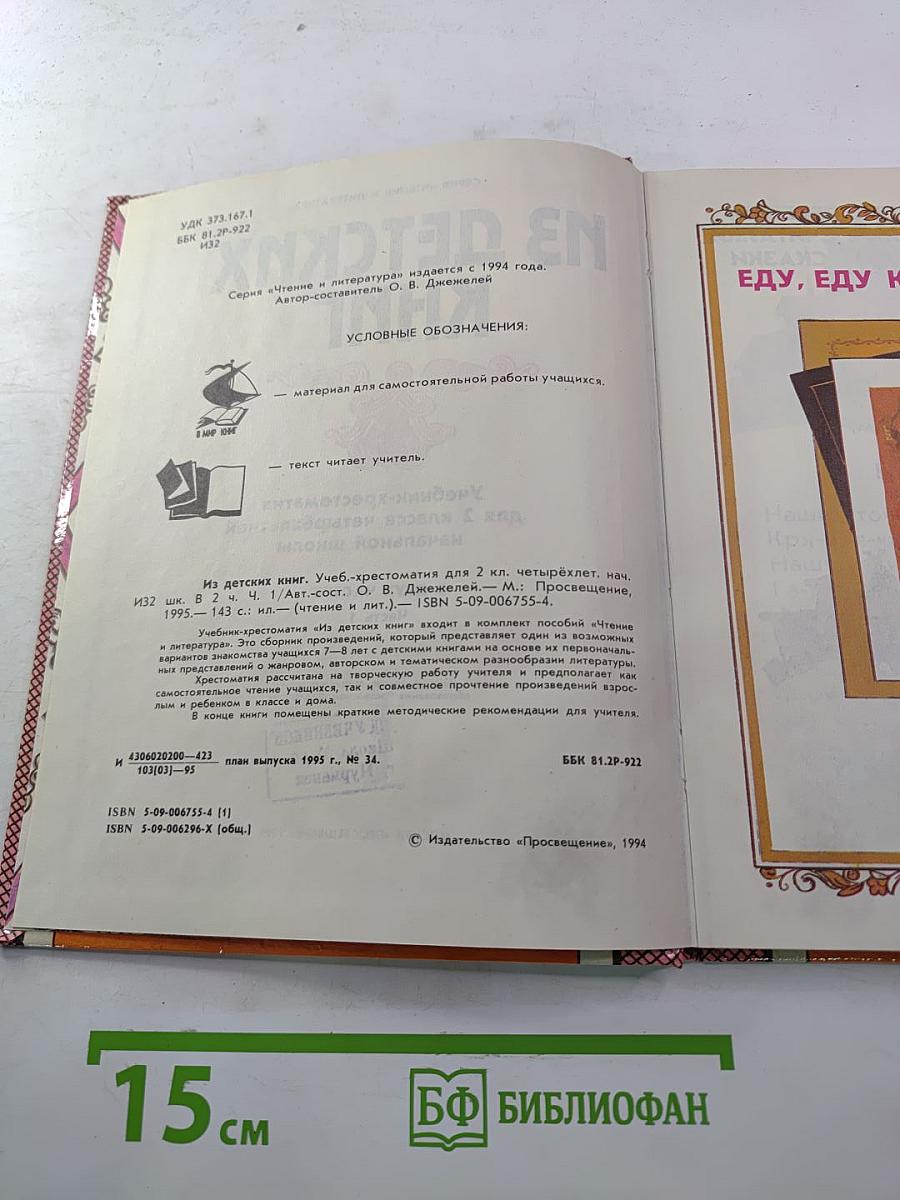 УДК 373.167.1
ББК 81.2Р-922
И32
Серия «Чтение и литература» издается с 1994 года.
Автор-составитель О. В. Джежелей
УСЛОВНЫЕ ОБОЗНАЧЕНИЯ:
В МИР КНИГ
— материал для самостоятельной работы учащихся.
— текст читает учитель.
Из детских книг. Учеб.-хрестоматия для 2 кл. четырёхлет. нач.
И32 шк. В 2 ч. Ч. 1/Авт.-сост. О. В. Джежелей.— М.: Просвещение,
1995.— 143 с.: ил.— (чтение и лит.).— ISBN 5-09-006755-4.
Учебник-хрестоматия «Из детских книг» входит в комплект пособий «Чтение
и литература». Это сборник произведений, который представляет один из возможных
вариантов знакомства учащихся 7—8 лет с детскими книгами на основе их первоначаль-
ных представлений о жанровом, авторском и тематическом разнообразии литературы.
Хрестоматия рассчитана на творческую работу учителя и предполагает как
самостоятельное чтение учащихся, так и совместное прочтение произведений взрос-
лым и ребенком в классе и дома.
В конце книги помещены краткие методические рекомендации для учителя.
И 4306020200—423
103(03)—95 план выпуска 1995 г., № 34.
ББК 81.2Р-922
ISBN 5-09-006755-4 (1)
ISBN 5-09-006296-X (общ.)
© Издательство «Просвещение», 1994
ЕДУ, ЕДУ
15 см
БФ БИБЛИОФАН